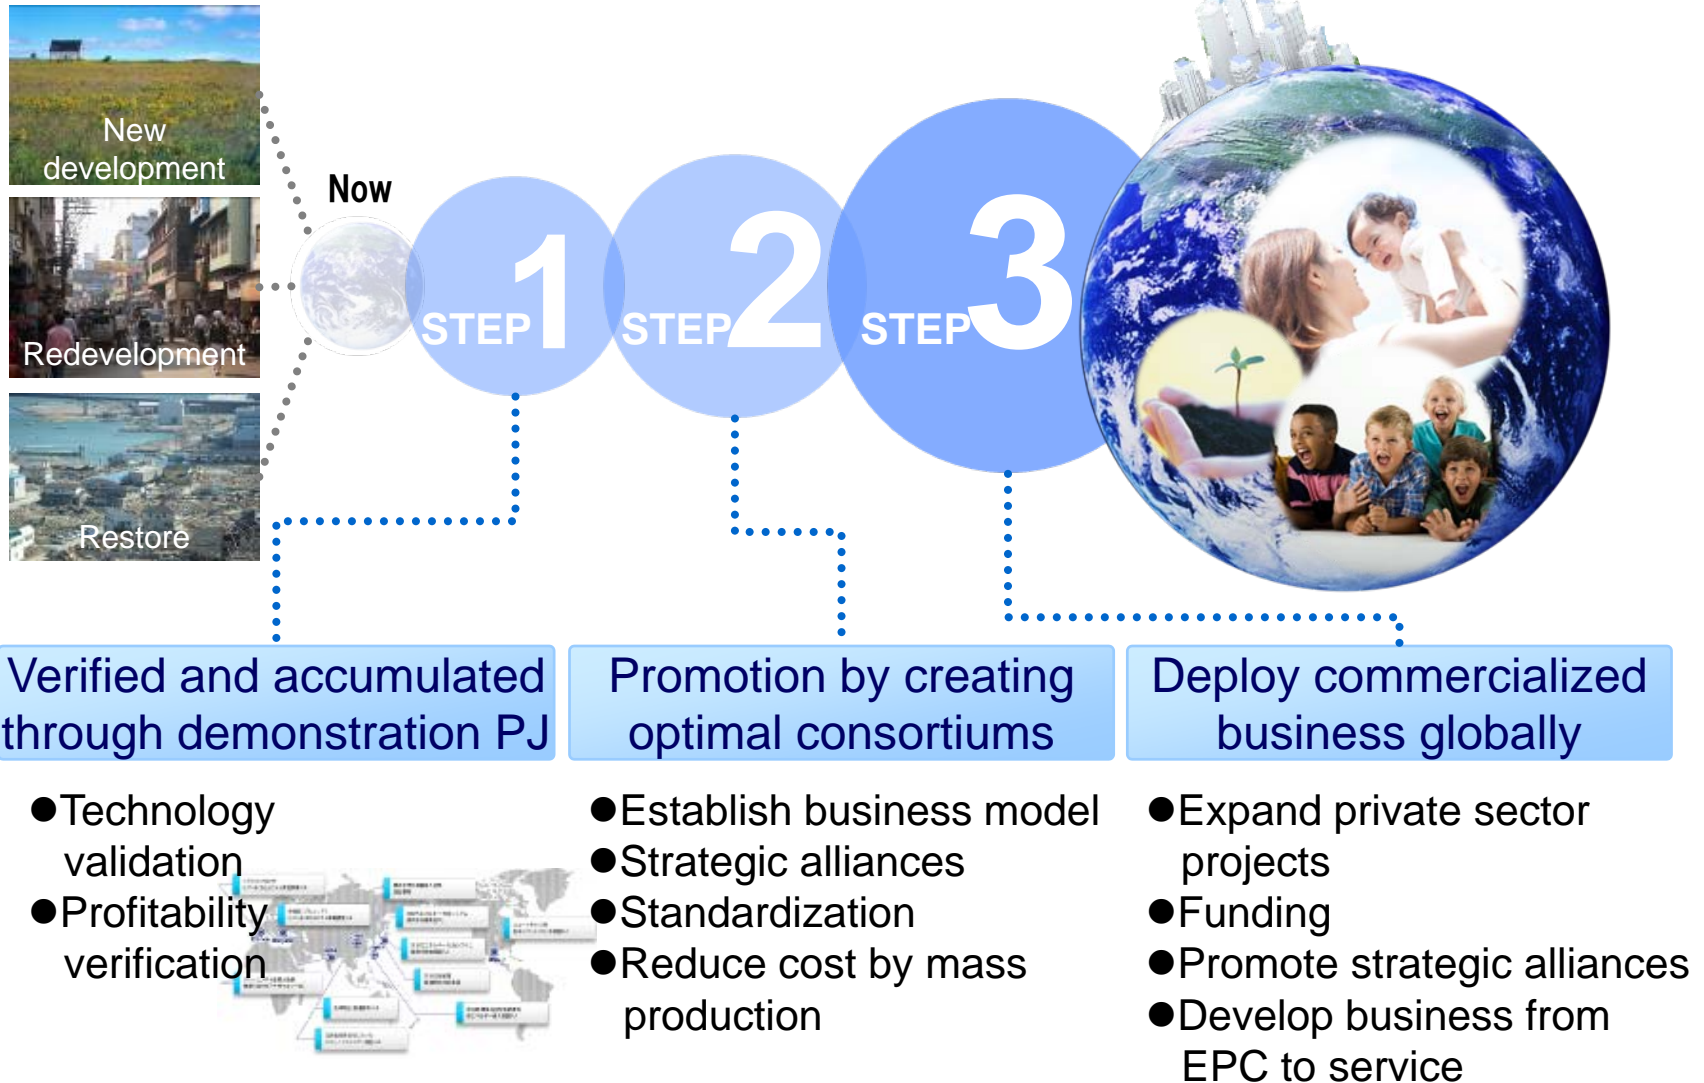 New
development
Redevelopment
Restore
Now
STEP 1
STEP 2
STEP 3
Verified and accumulated
through demonstration PJ
●Technology
validation
●Profitability
verification
Promotion by creating
optimal consortiums
●Establish business model
●Strategic alliances
●Standardization
●Reduce cost by mass
production
Deploy commercialized
business globally
●Expand private sector
projects
●Funding
●Promote strategic alliances
●Develop business from
EPC to service